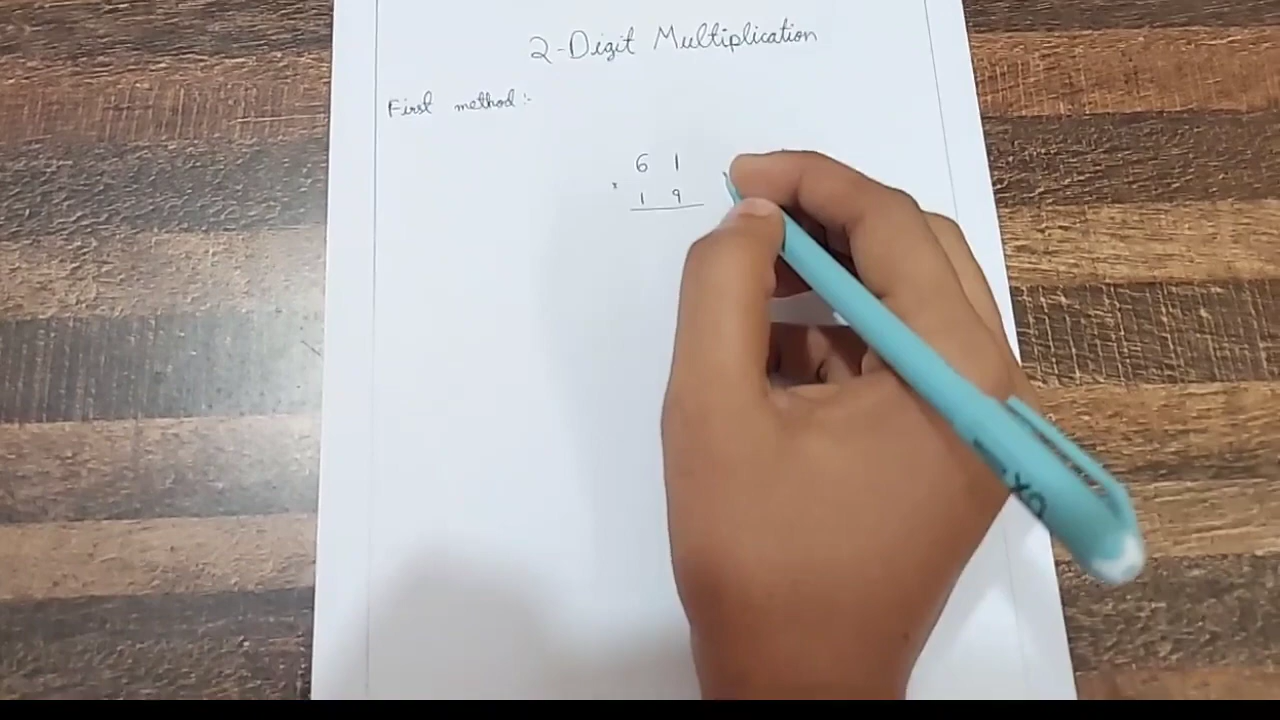 2-Digit Multiplication
First method :-
6 1
× 1 9